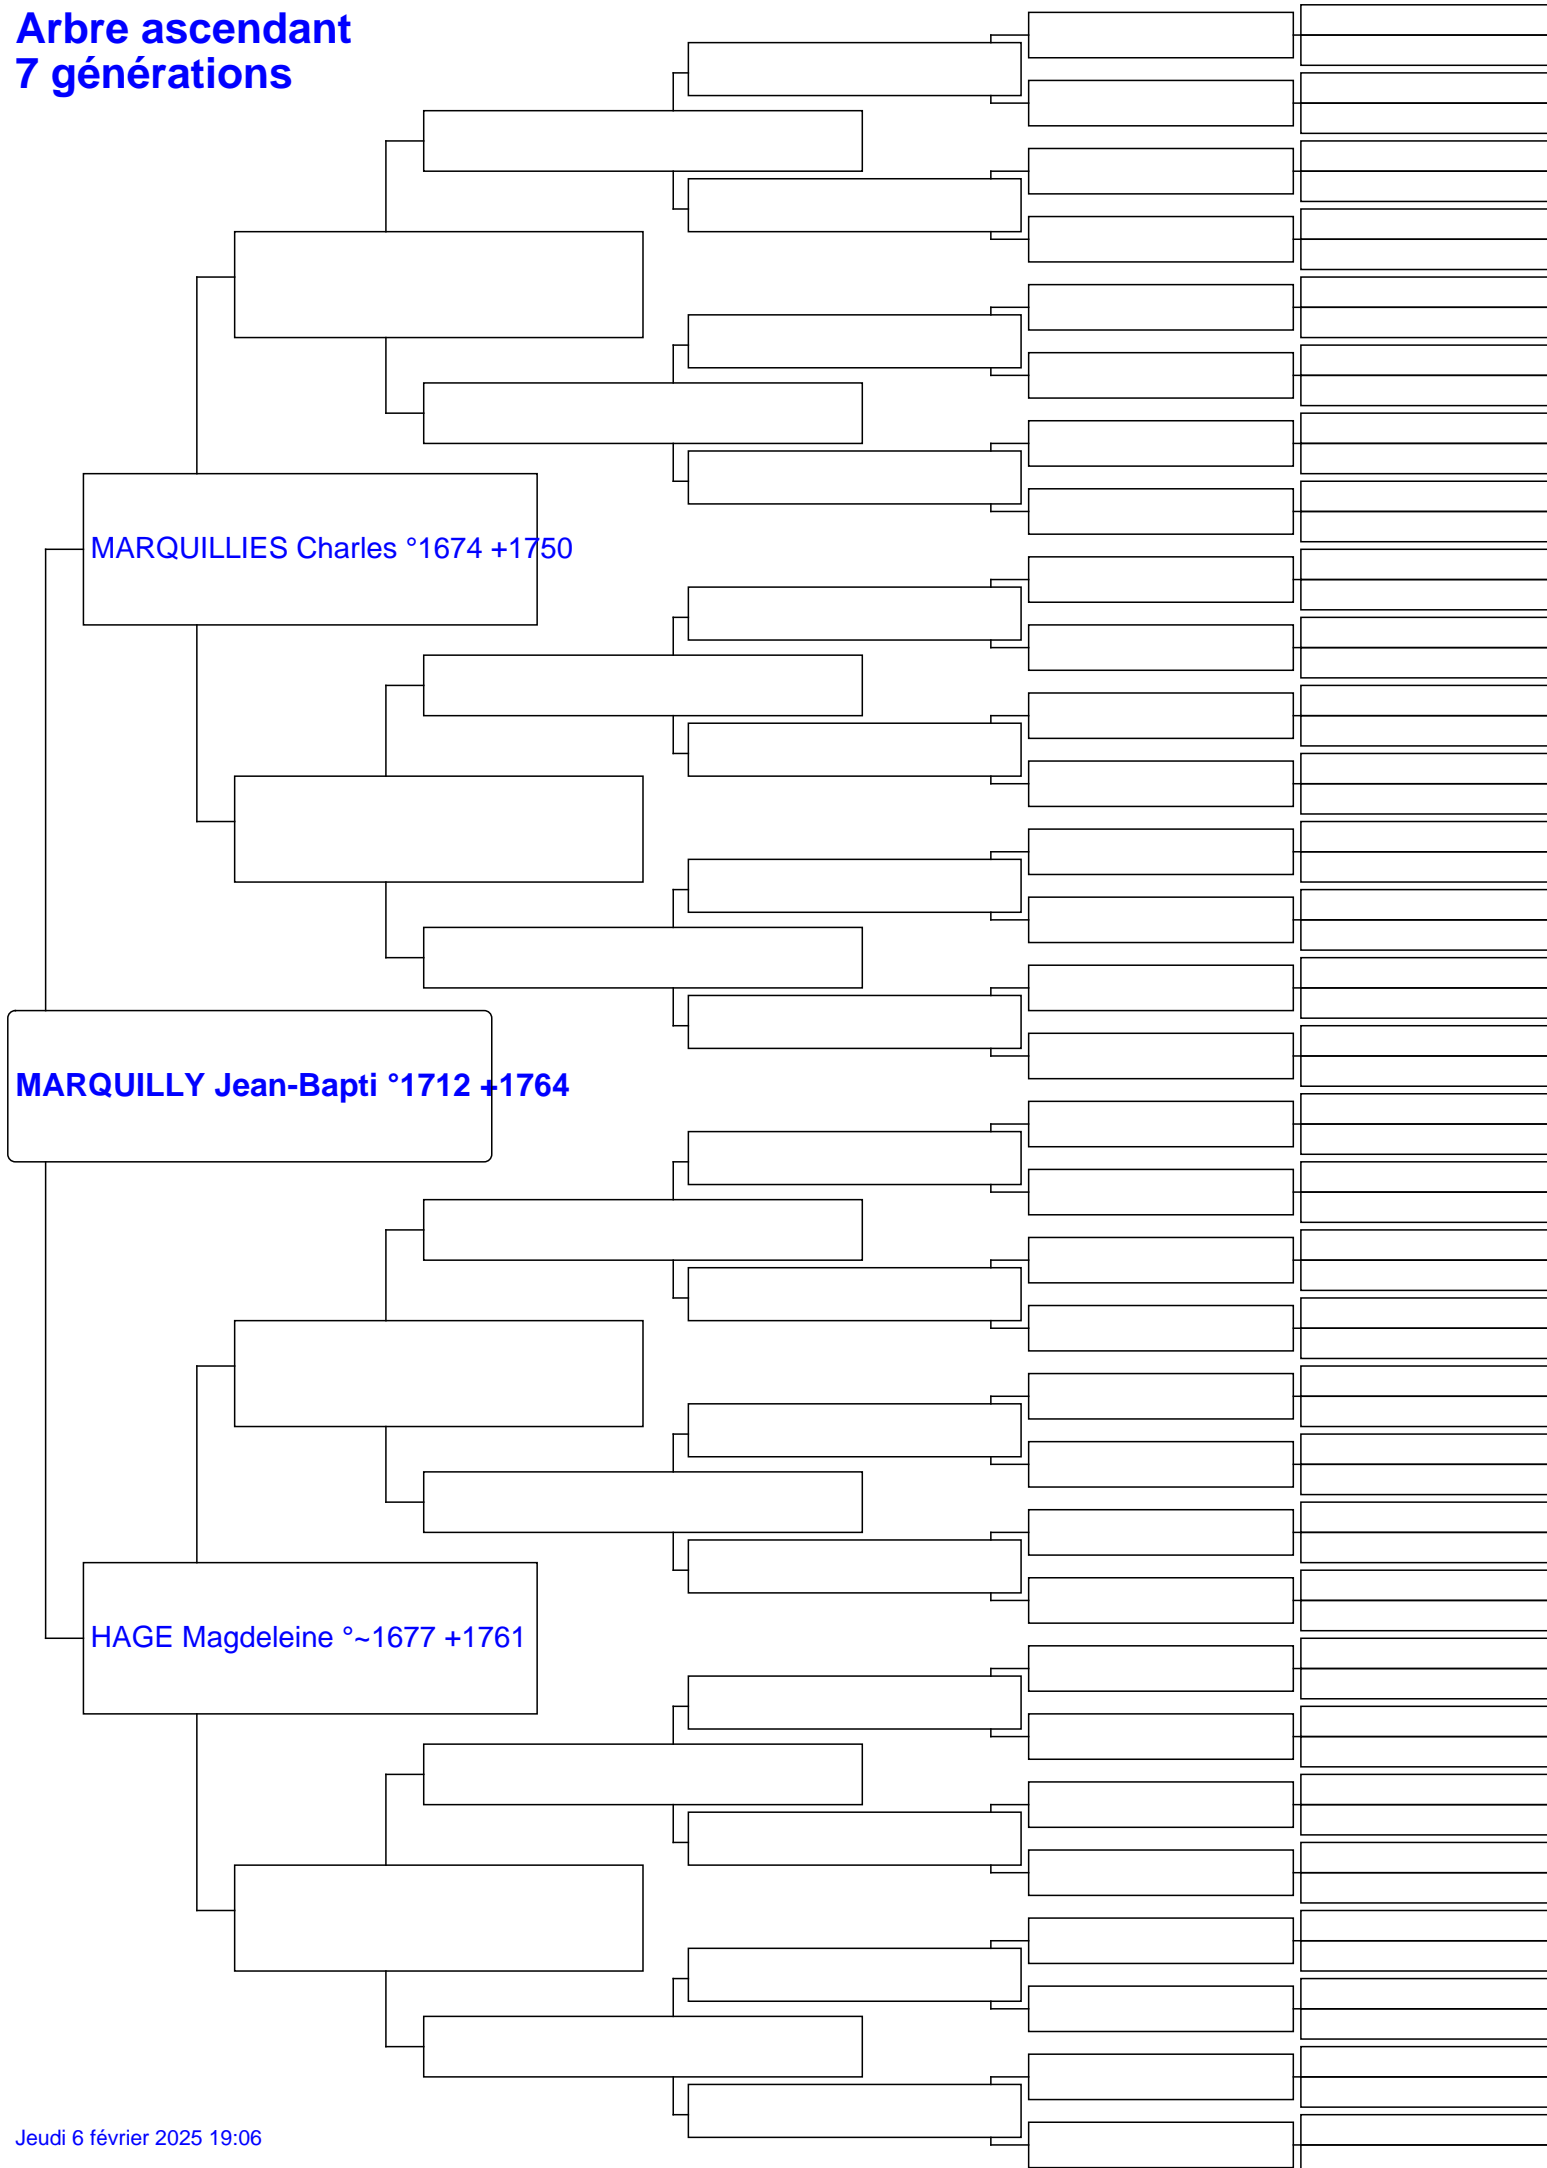 Arbre ascendant
7 générations
MARQUILLIES Charles °1674 +1750
MARQUILLY Jean-Bapti °1712 +1764
HAGE Magdeleine °~1677 +1761
Jeudi 6 février 2025 19:06